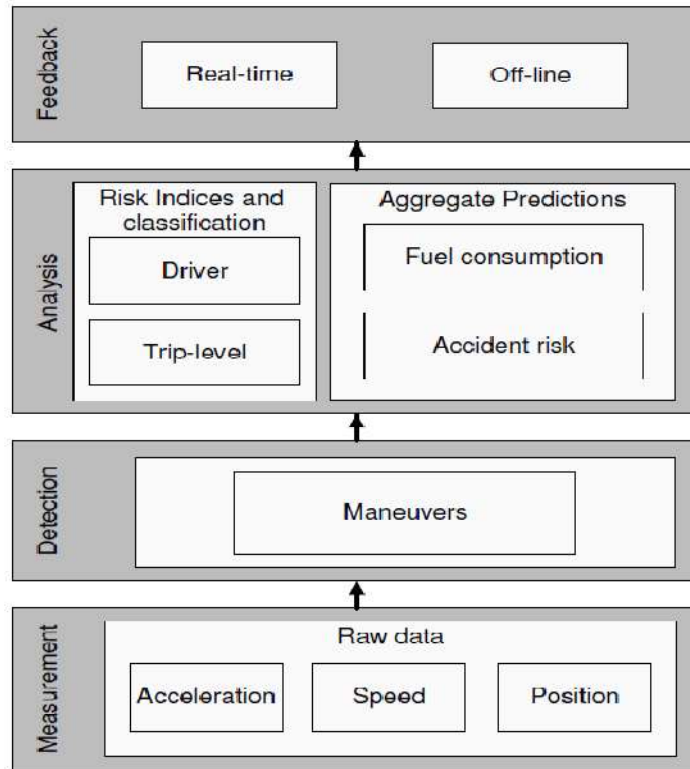 Feedback
Real-time
Off-line
Analysis
Risk Indices and
classification
Driver
Trip-level
Aggregate Predictions
Fuel consumption
Accident risk
Detection
Maneuvers
Measurement
Raw data
Acceleration
Speed
Position